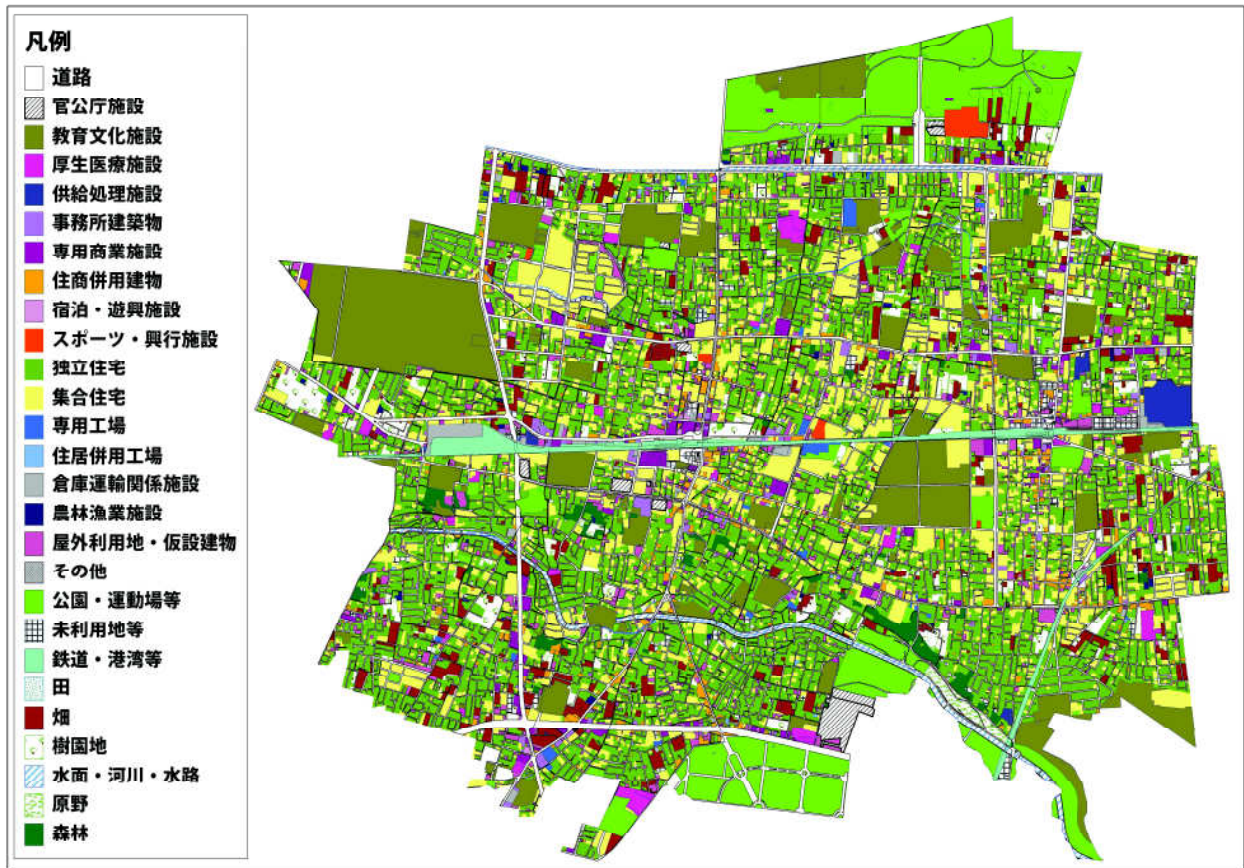 凡例
道路
官公庁施設
教育文化施設
厚生医療施設
供給処理施設
事務所建築物
専用商業施設
住商併用建物
宿泊・遊興施設
スポーツ・興行施設
独立住宅
集合住宅
専用工場
住居併用工場
倉庫運輸関係施設
農林漁業施設
屋外利用地・仮設建物
その他
公園・運動場等
未利用地等
鉄道・港湾等
田
畑
樹園地
水面・河川・水路
原野
森林